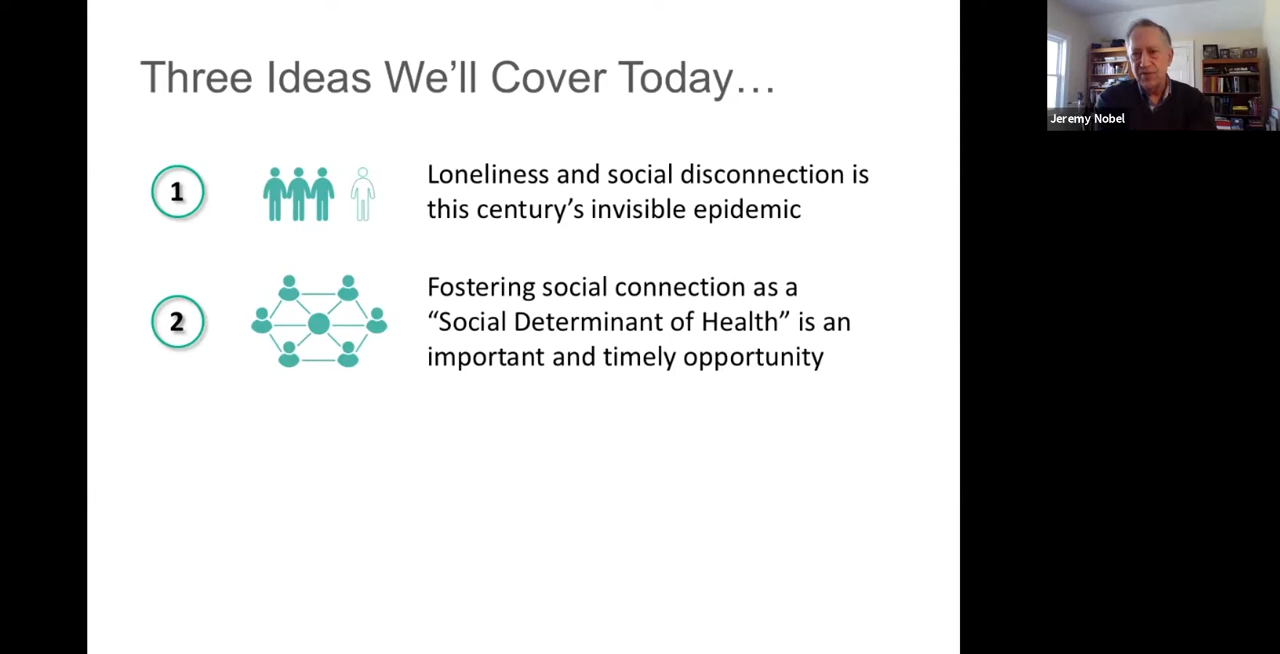 Three Ideas We’ll Cover Today…
Jeremy Nobel
1
Loneliness and social disconnection is
this century’s invisible epidemic
2
Fostering social connection as a
“Social Determinant of Health” is an
important and timely opportunity